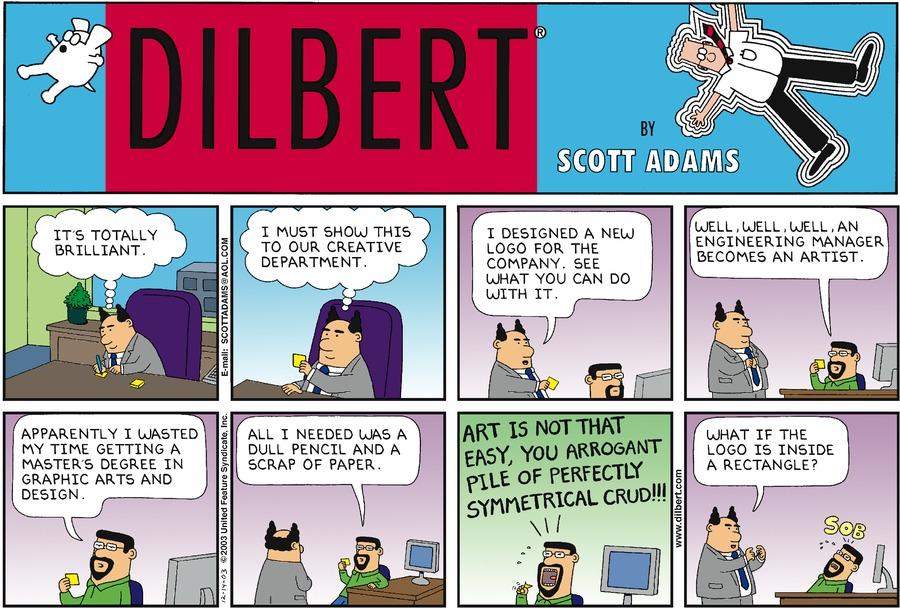 DILBERT®
BY
SCOTT ADAMS
IT'S TOTALLY
BRILLIANT.
E-mail: SCOTTADAMS@AOL.COM
I MUST SHOW THIS
TO OUR CREATIVE
DEPARTMENT.
I DESIGNED A NEW
LOGO FOR THE
COMPANY. SEE
WHAT YOU CAN DO
WITH IT.
WELL, WELL, WELL, AN
ENGINEERING MANAGER
BECOMES AN ARTIST.
APPARENTLY I WASTED
MY TIME GETTING A
MASTER'S DEGREE IN
GRAPHIC ARTS AND
DESIGN.
12-14-03 © 2003 United Feature Syndicate, Inc.
ALL I NEEDED WAS A
DULL PENCIL AND A
SCRAP OF PAPER.
ART IS NOT THAT
EASY, YOU ARROGANT
PILE OF PERFECTLY
SYMMETRICAL CRUD!!!
www.dilbert.com
WHAT IF THE
LOGO IS INSIDE
A RECTANGLE?
SOB